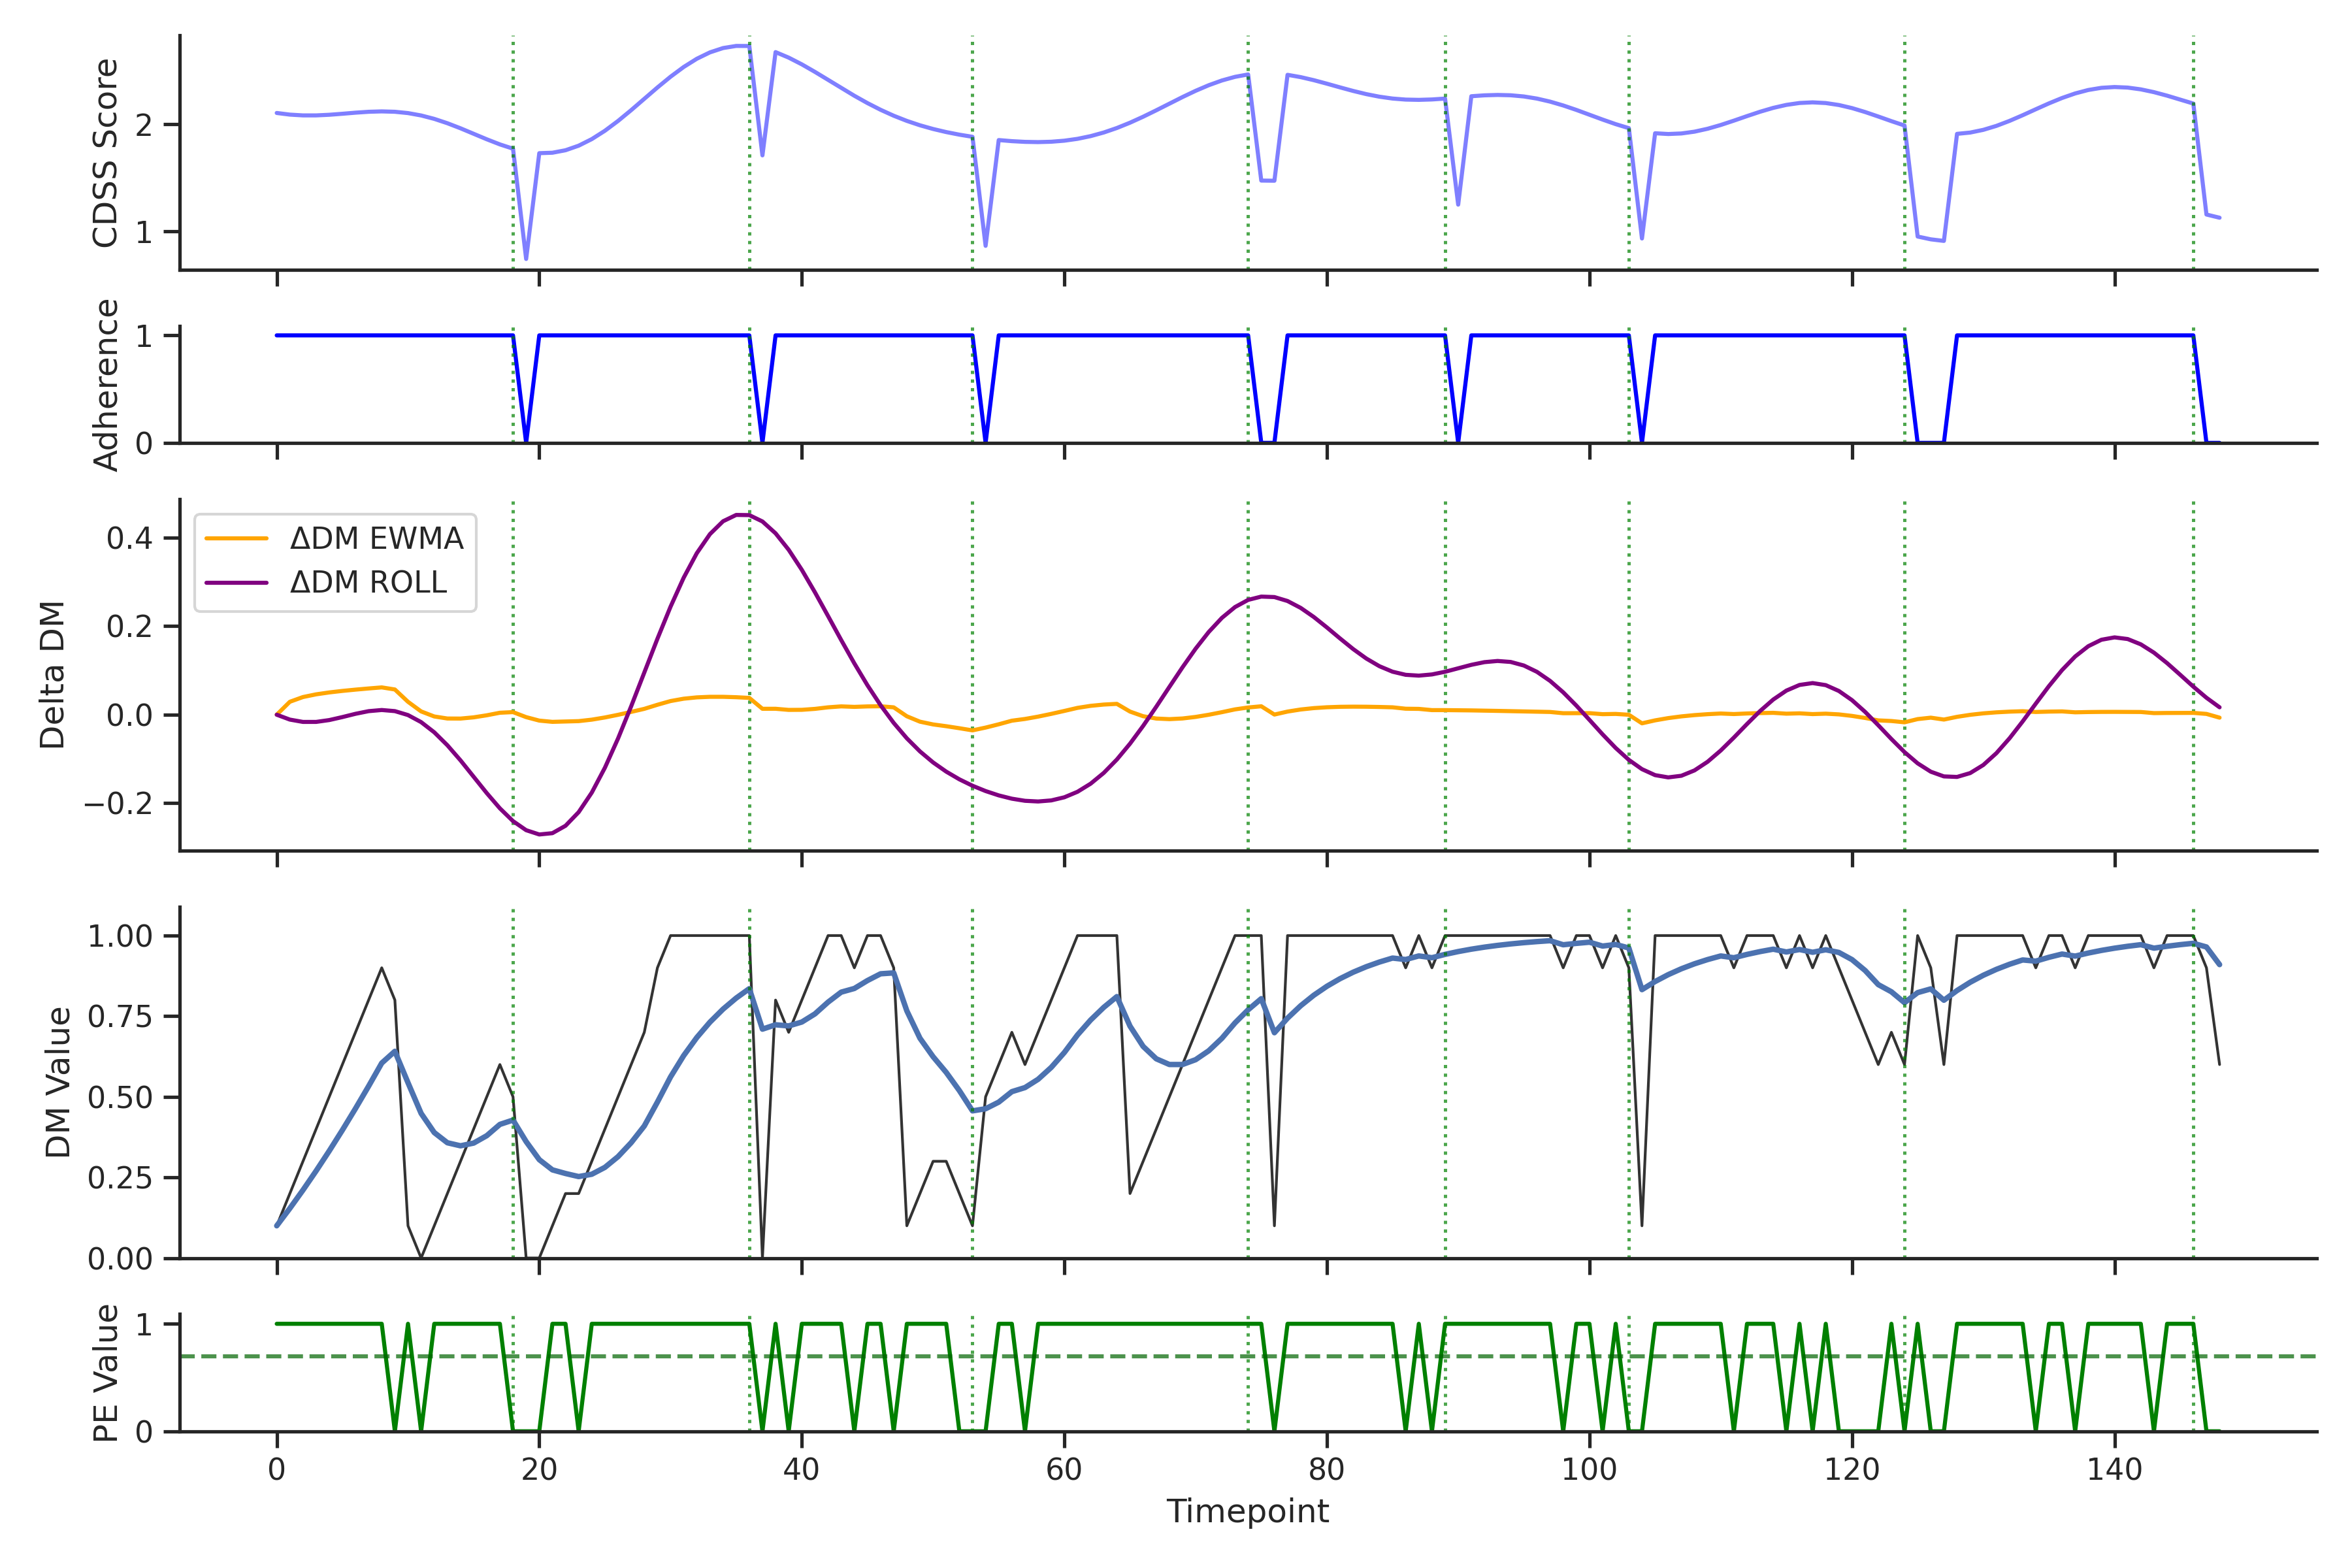 CDSS Score
2
1
Adherence
1
0
Delta DM
ΔDM EWMA
ΔDM ROLL
0.4
0.2
0.0
−0.2
DM Value
1.00
0.75
0.50
0.25
0.00
PE Value
1
0
0 20 40 60 80 100 120 140
Timepoint